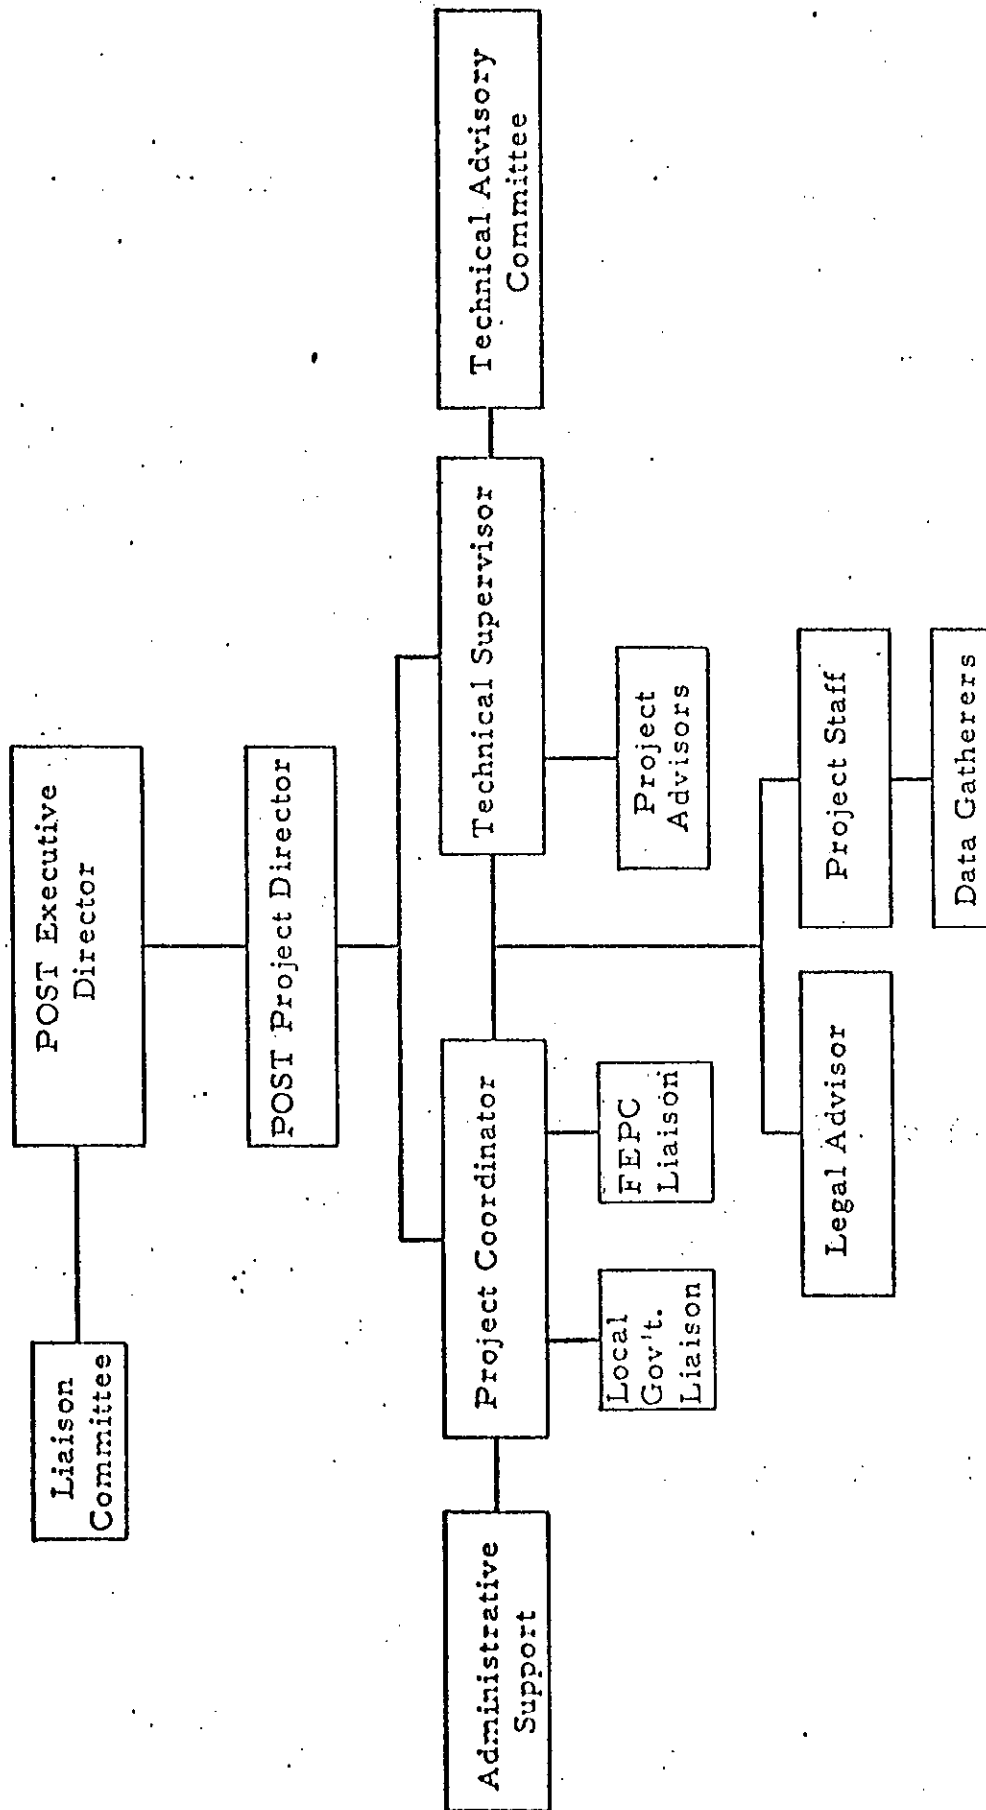 POST Executive
Director
Liaison
Committee
POST Project Director
Administrative
Support
Project Coordinator
Technical Supervisor
Technical Advisory
Committee
Local
Gov't.
Liaison
FEPC
Liaison
Project
Advisors
Legal Advisor
Project Staff
Data Gatherers